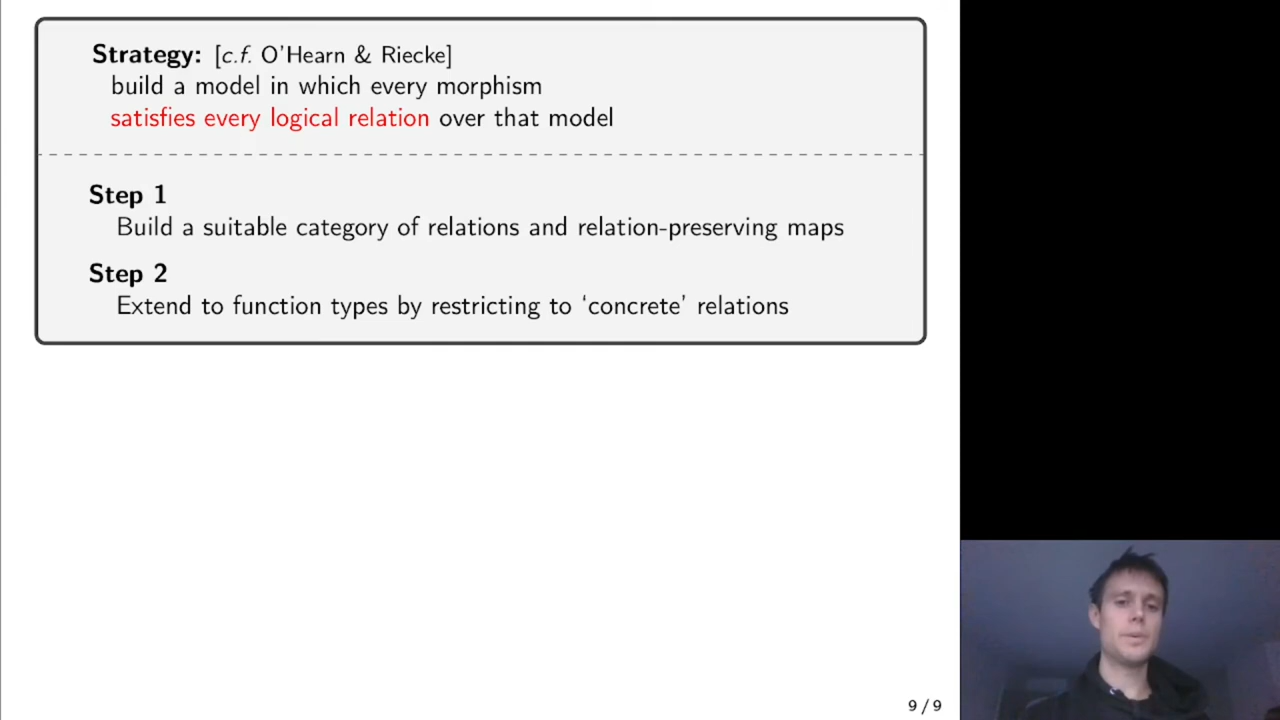 Strategy: [c.f. O'Hearn & Riecke]
build a model in which every morphism
satisfies every logical relation over that model
Step 1
Build a suitable category of relations and relation-preserving maps
Step 2
Extend to function types by restricting to ‘concrete’ relations
9 / 9